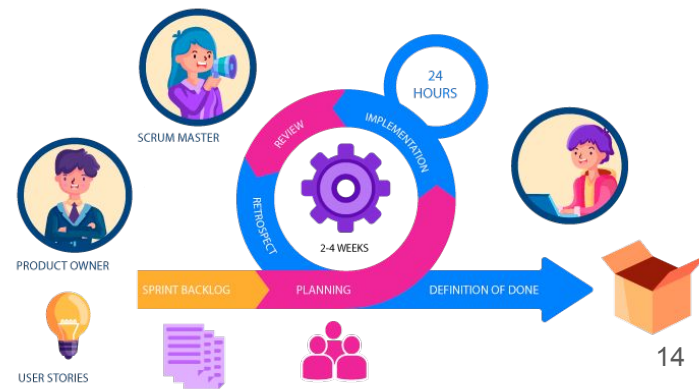 24
HOURS
SCRUM MASTER
REVIEW
IMPLEMENTATION
RETROSPECT
2-4 WEEKS
PRODUCT OWNER
SPRINT BACKLOG
PLANNING
DEFINITION OF DONE
USER STORIES
14